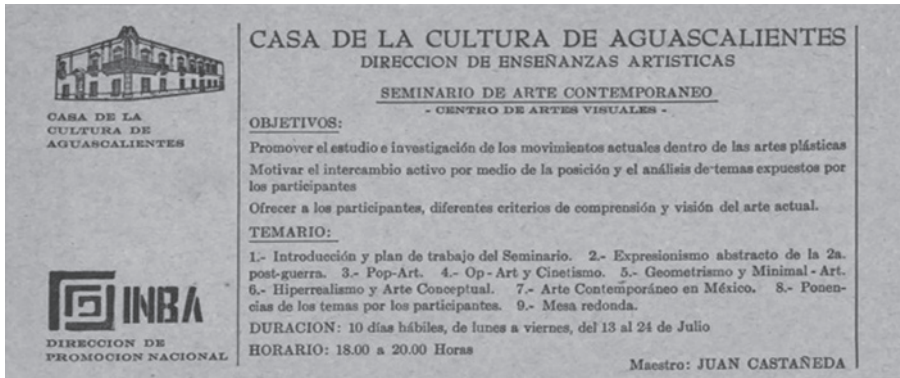 CASA DE LA
CULTURA DE
AGUASCALIENTES
INBA
DIRECCION DE
PROMOCION NACIONAL
CASA DE LA CULTURA DE AGUASCALIENTES
DIRECCION DE ENSEÑANZAS ARTISTICAS
SEMINARIO DE ARTE CONTEMPORANEO
- CENTRO DE ARTES VISUALES -
OBJETIVOS:
Promover el estudio e investigación de los movimientos actuales dentro de las artes plásticas
Motivar el intercambio activo por medio de la posición y el análisis de temas expuestos por
los participantes
Ofrecer a los participantes, diferentes criterios de comprensión y visión del arte actual.
TEMARIO:
1.- Introducción y plan de trabajo del Seminario. 2.- Expresionismo abstracto de la 2a.
post-guerra. 3.- Pop-Art. 4.- Op - Art y Cinetismo. 5.- Geometrismo y Minimal - Art.
6.- Hiperrealismo y Arte Conceptual. 7.- Arte Contemporáneo en México. 8.- Ponen-
cias de los temas por los participantes. 9.- Mesa redonda.
DURACION: 10 días hábiles, de lunes a viernes, del 13 al 24 de Julio
HORARIO: 18.00 a 20.00 Horas
Maestro: JUAN CASTAÑEDA